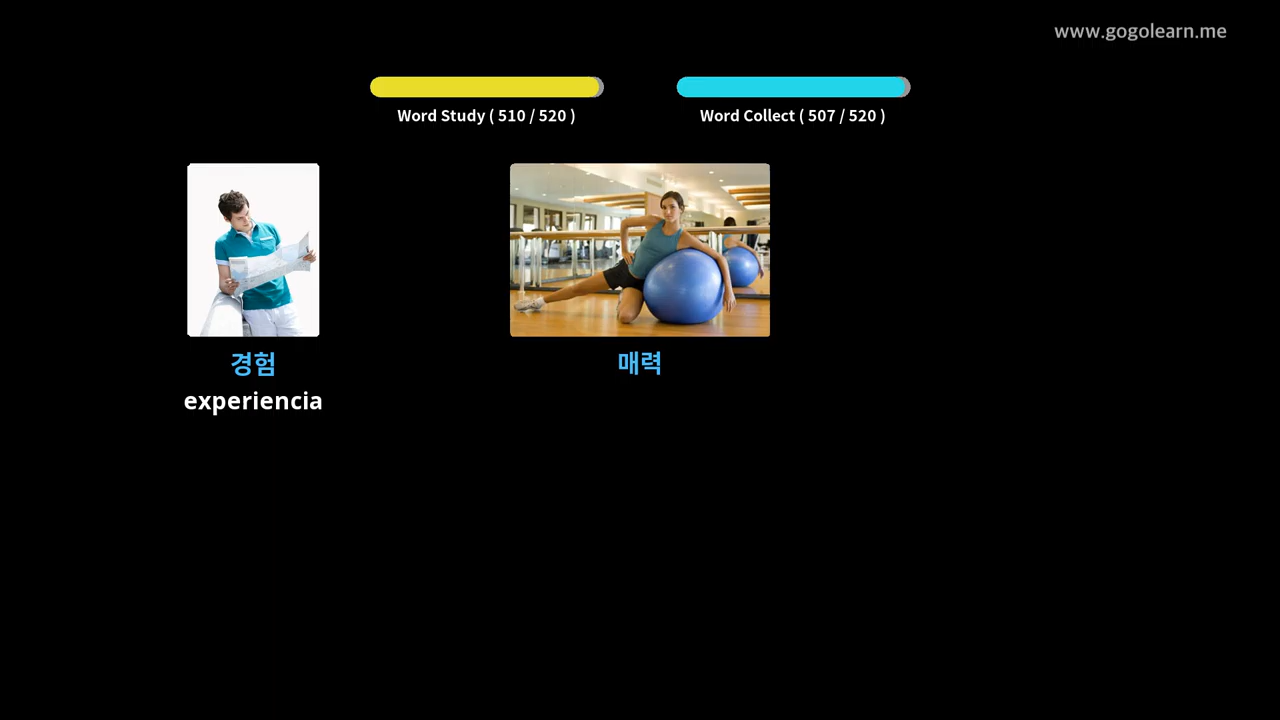 www.gogolearn.me
Word Study ( 510 / 520 )
Word Collect ( 507 / 520 )
경험
experiencia
매력